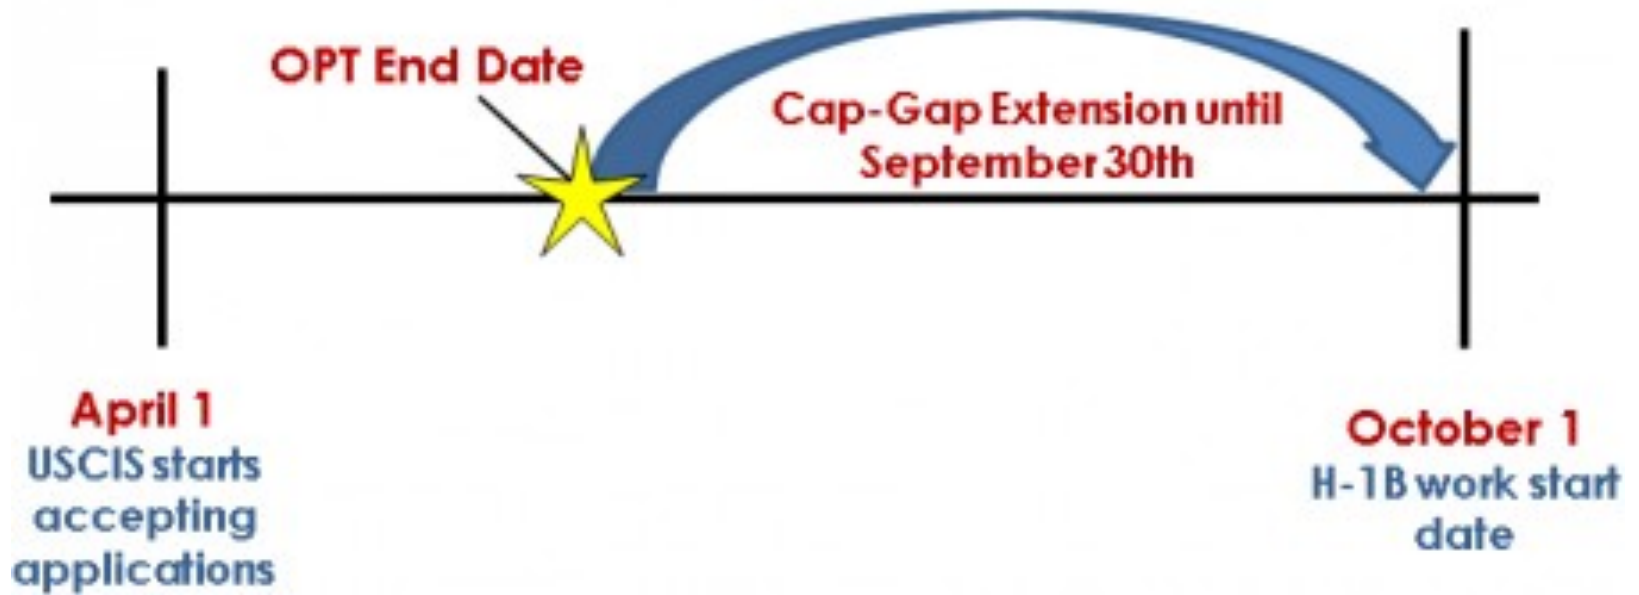 OPT End Date
Cap-Gap Extension until
September 30th
April 1
USCIS starts
accepting
applications
October 1
H-1B work start
date